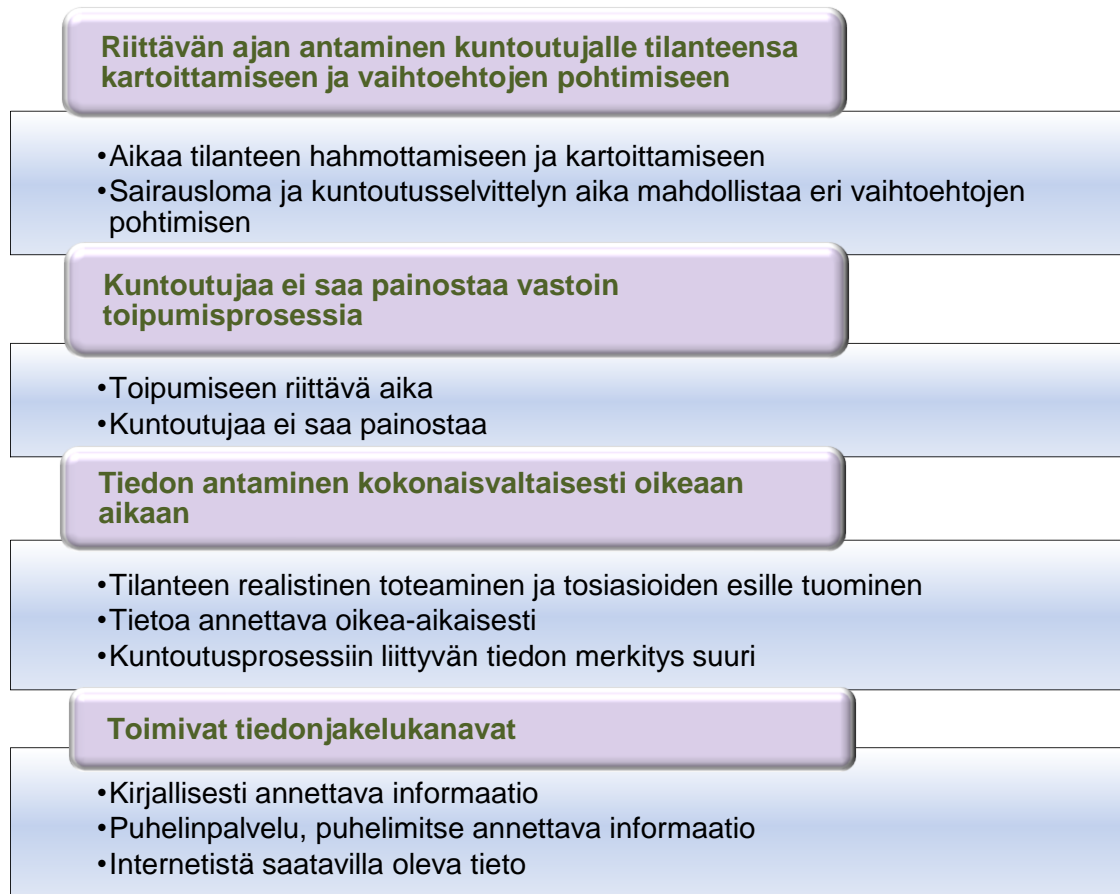 Riittävän ajan antaminen kuntoutujalle tilanteensa
kartoittamiseen ja vaihtoehtojen pohtimiseen
•Aikaa tilanteen hahmottamiseen ja kartoittamiseen
•Sairausloma ja kuntoutusselvittelyn aika mahdollistaa eri vaihtoehtojen
pohtimisen
Kuntoutujaa ei saa painostaa vastoin
toipumisprosessia
•Toipumiseen riittävä aika
•Kuntoutujaa ei saa painostaa
Tiedon antaminen kokonaisvaltaisesti oikeaan
aikaan
•Tilanteen realistinen toteaminen ja tosiasioiden esille tuominen
•Tietoa annettava oikea-aikaisesti
•Kuntoutusprosessiin liittyvän tiedon merkitys suuri
Toimivat tiedonjakelukanavat
•Kirjallisesti annettava informaatio
•Puhelinpalvelu, puhelimitse annettava informaatio
•Internetistä saatavilla oleva tieto